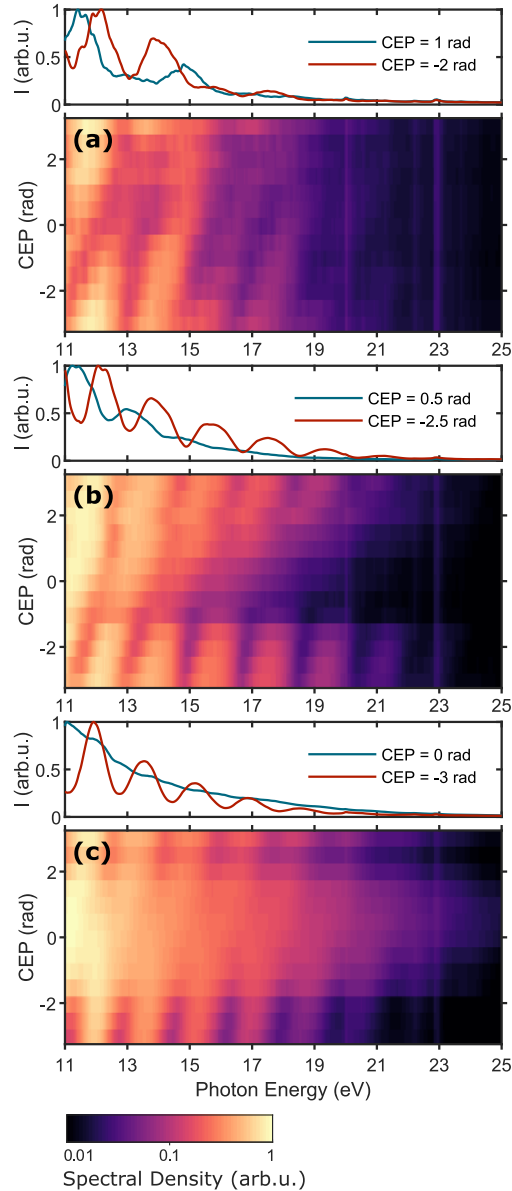 1
0.5
0
I (arb.u.)
CEP = 1 rad
CEP = -2 rad
(a)
2
0
-2
CEP (rad)
11 13 15 17 19 21 23 25
1
0.5
0
I (arb.u.)
CEP = 0.5 rad
CEP = -2.5 rad
(b)
2
0
-2
CEP (rad)
11 13 15 17 19 21 23 25
1
0.5
0
I (arb.u.)
CEP = 0 rad
CEP = -3 rad
(c)
2
0
-2
CEP (rad)
11 13 15 17 19 21 23 25
Photon Energy (eV)
0.01 0.1 1
Spectral Density (arb.u.)